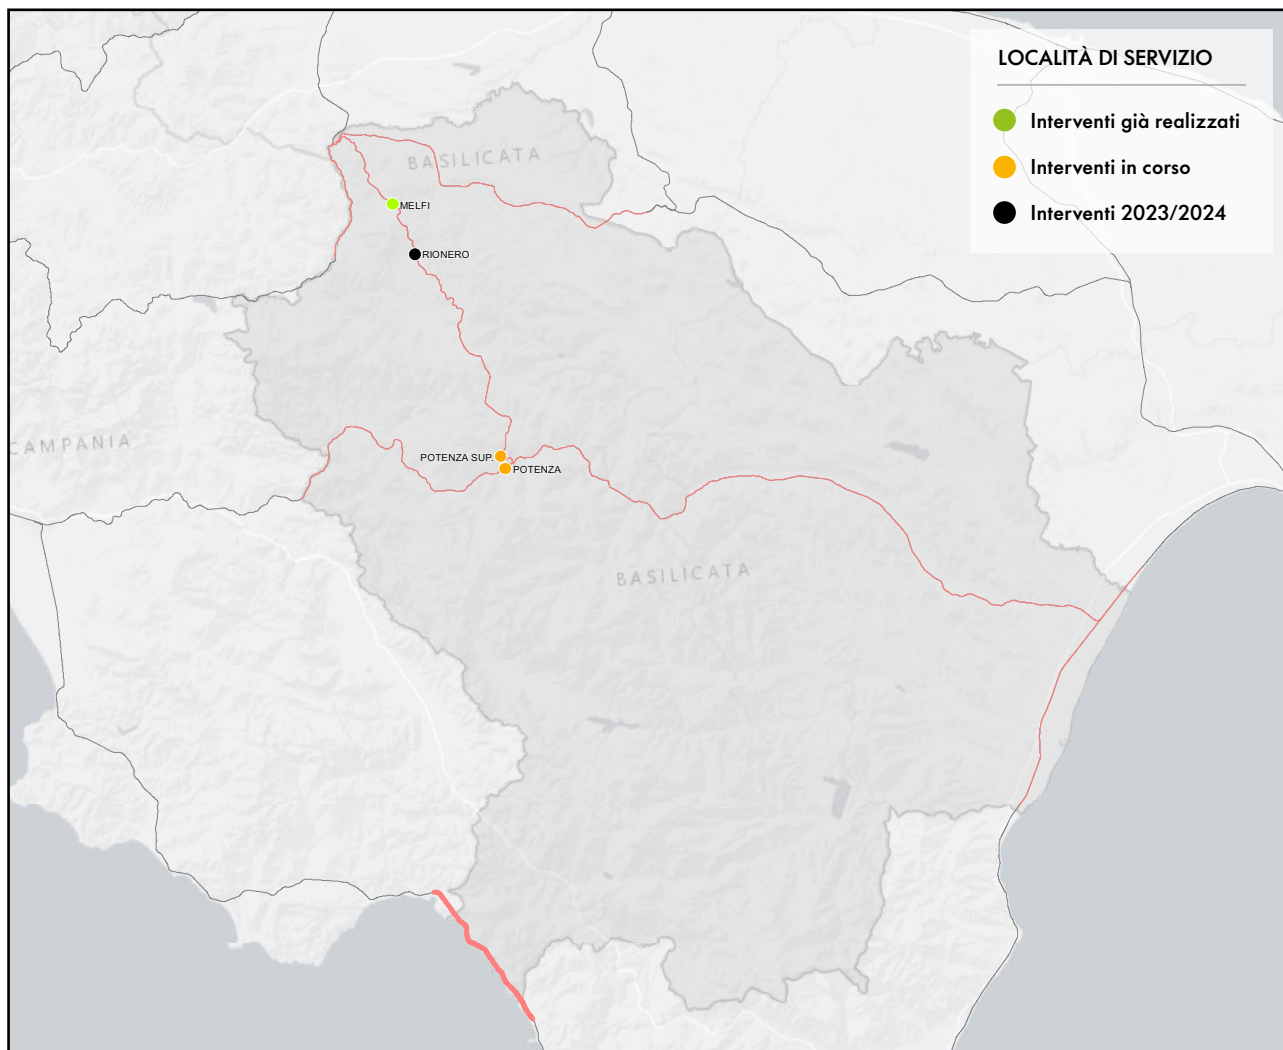 LOCALITÀ DI SERVIZIO
Interventi già realizzati
Interventi in corso
Interventi 2023/2024
BASILICATA
MELFI
RIONERO
CAMPANIA
POTENZA SUP.
POTENZA
BASILICATA